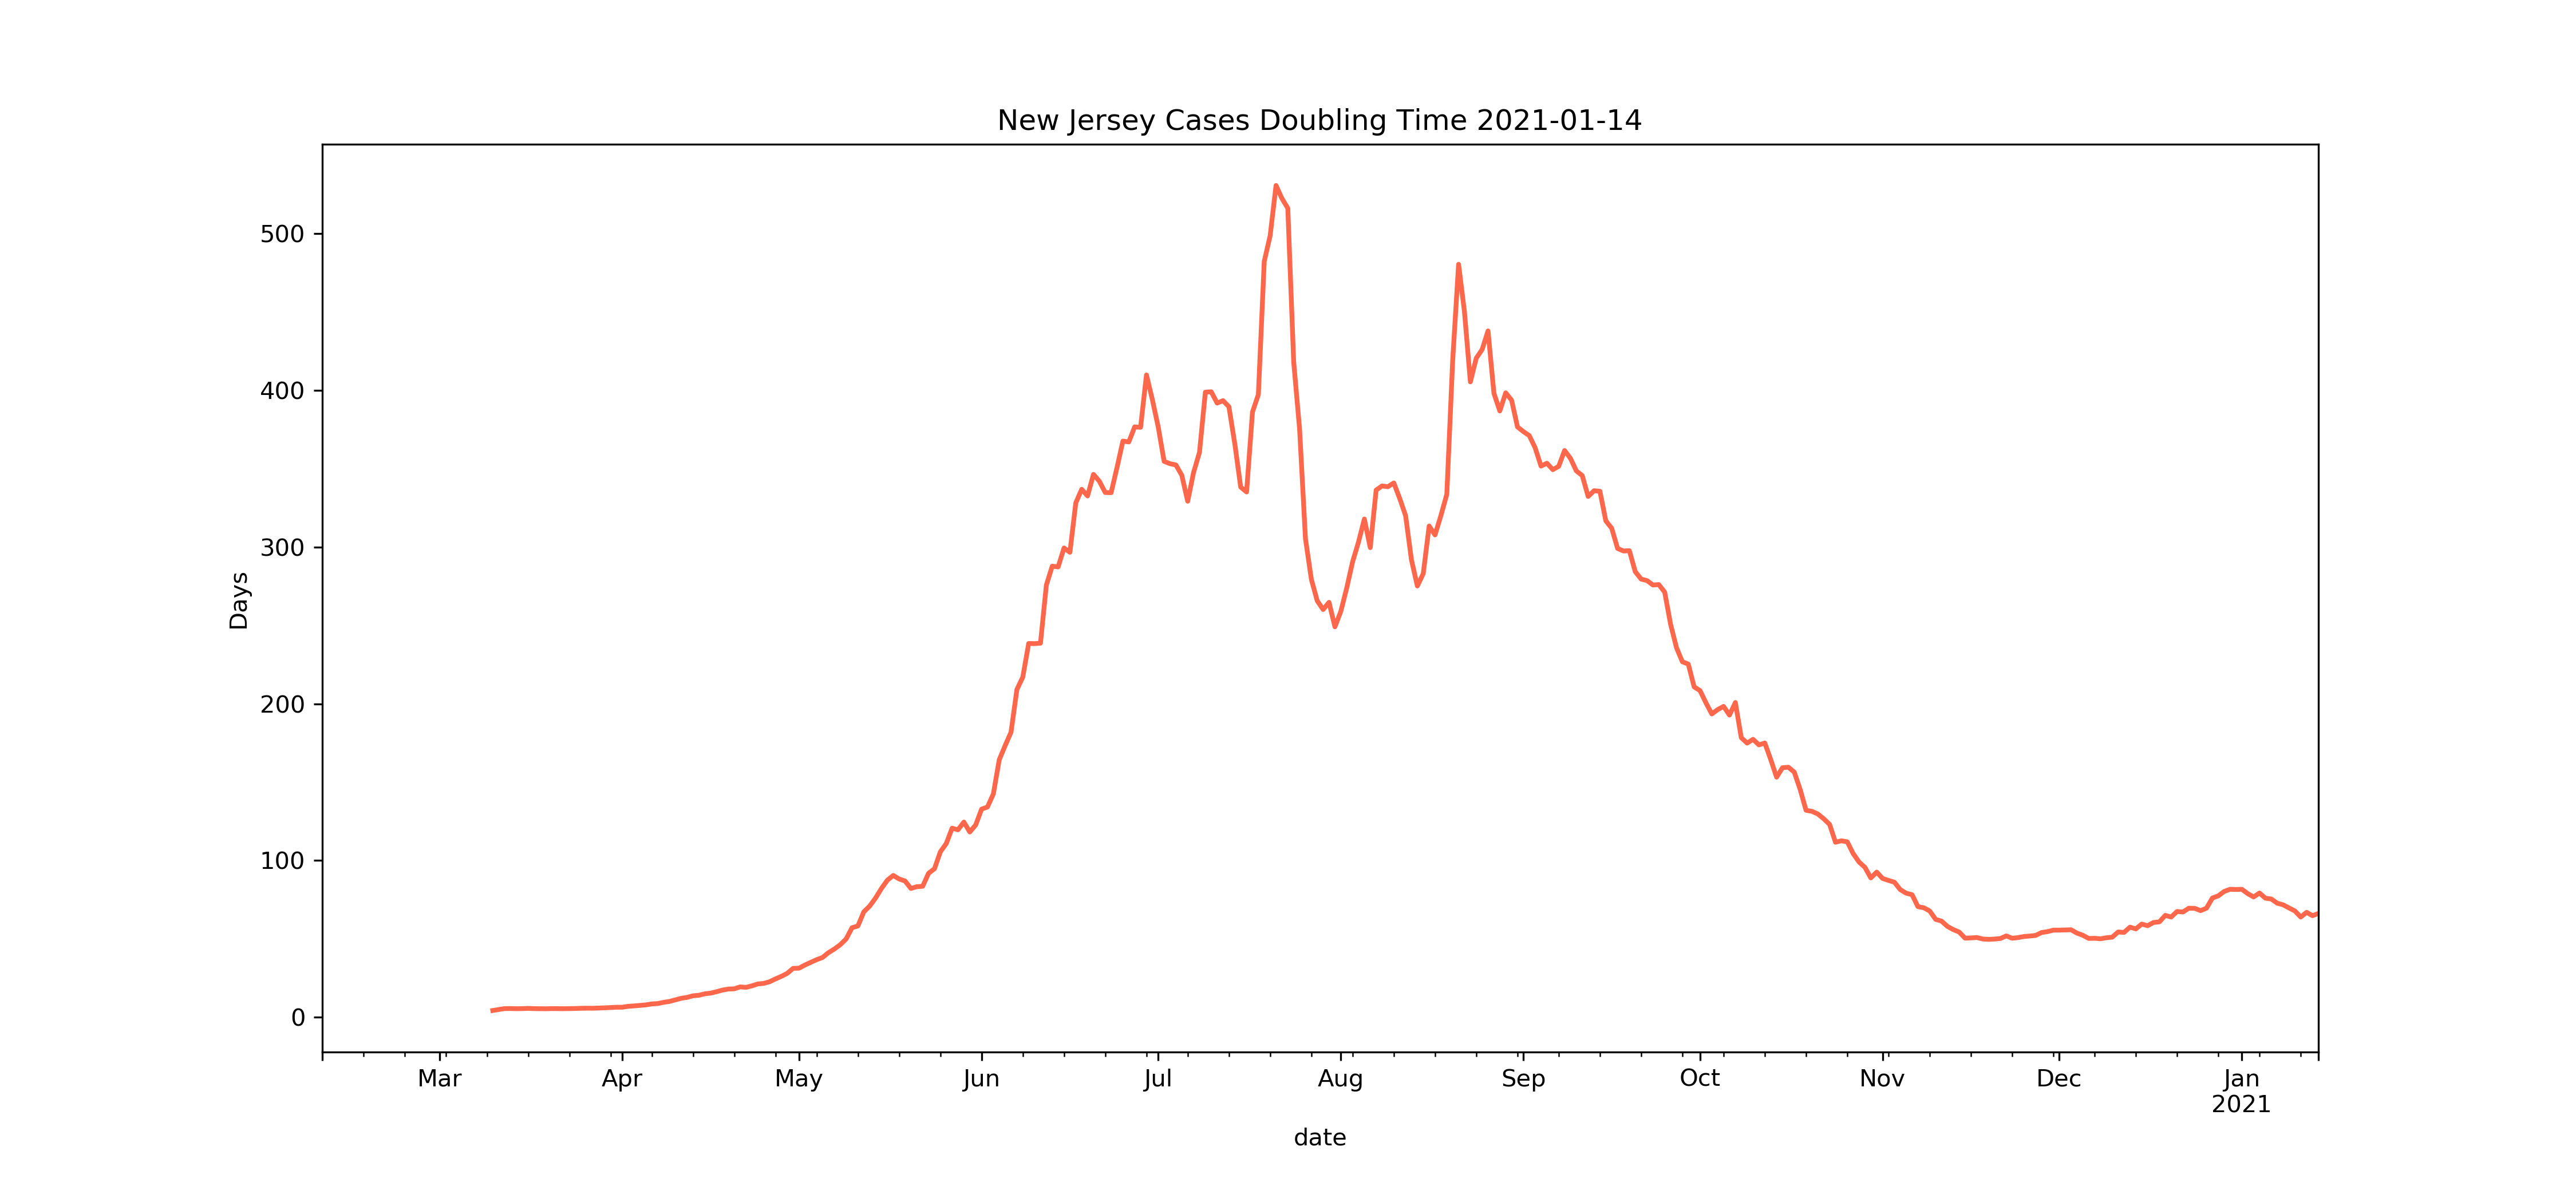 New Jersey Cases Doubling Time 2021-01-14
500
400
300
200
100
0
Days
Mar Apr May Jun Jul Aug Sep Oct Nov Dec Jan
2021
date